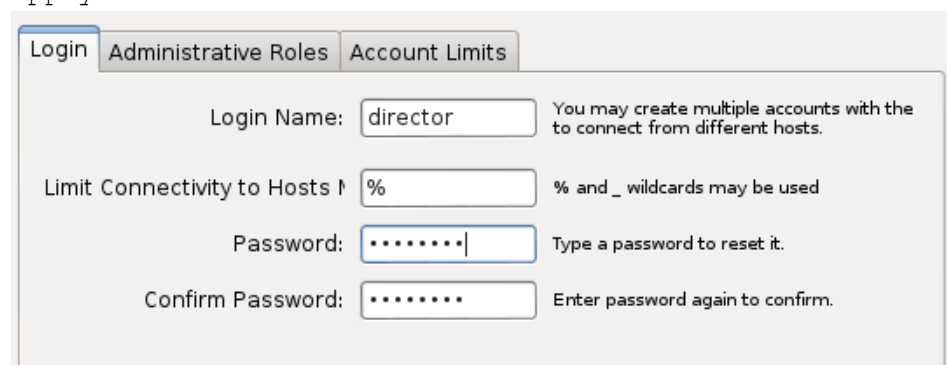 Login Administrative Roles Account Limits
Login Name: director You may create multiple accounts with the
to connect from different hosts.
Limit Connectivity to Hosts % % and _ wildcards may be used
Password: •••••••• Type a password to reset it.
Confirm Password: •••••••• Enter password again to confirm.